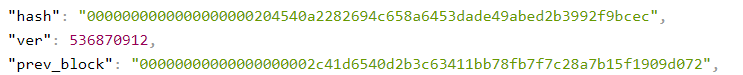 "hash": "0000000000000000000204540a2282694c658a6453dade49abed2b3992f9bcec",
"ver": 536870912,
"prev_block": "00000000000000000002c41d6540d2b3c63411bb78fb7f7c28a7b15f1909d072",